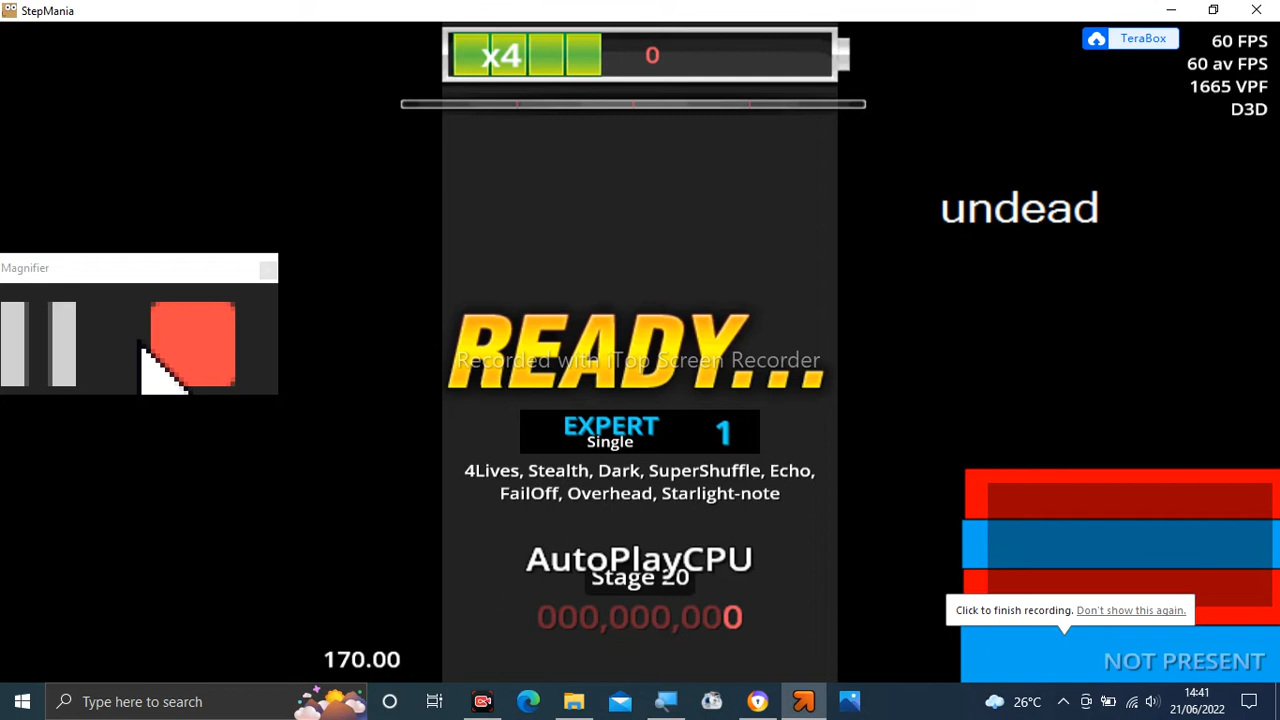 StepMania
x4
0
TeraBox
60 FPS
60 av FPS
1665 VPF
D3D
undead
Magnifier
READY...
Recorded with iTop Screen Recorder
EXPERT
Single
1
4Lives, Stealth, Dark, SuperShuffle, Echo,
FailOff, Overhead, Starlight-note
AutoPlayCPU
Stage 20
000,000,000
Click to finish recording. Don't show this again.
170.00
NOT PRESENT
Type here to search
26°C
14:41
21/06/2022